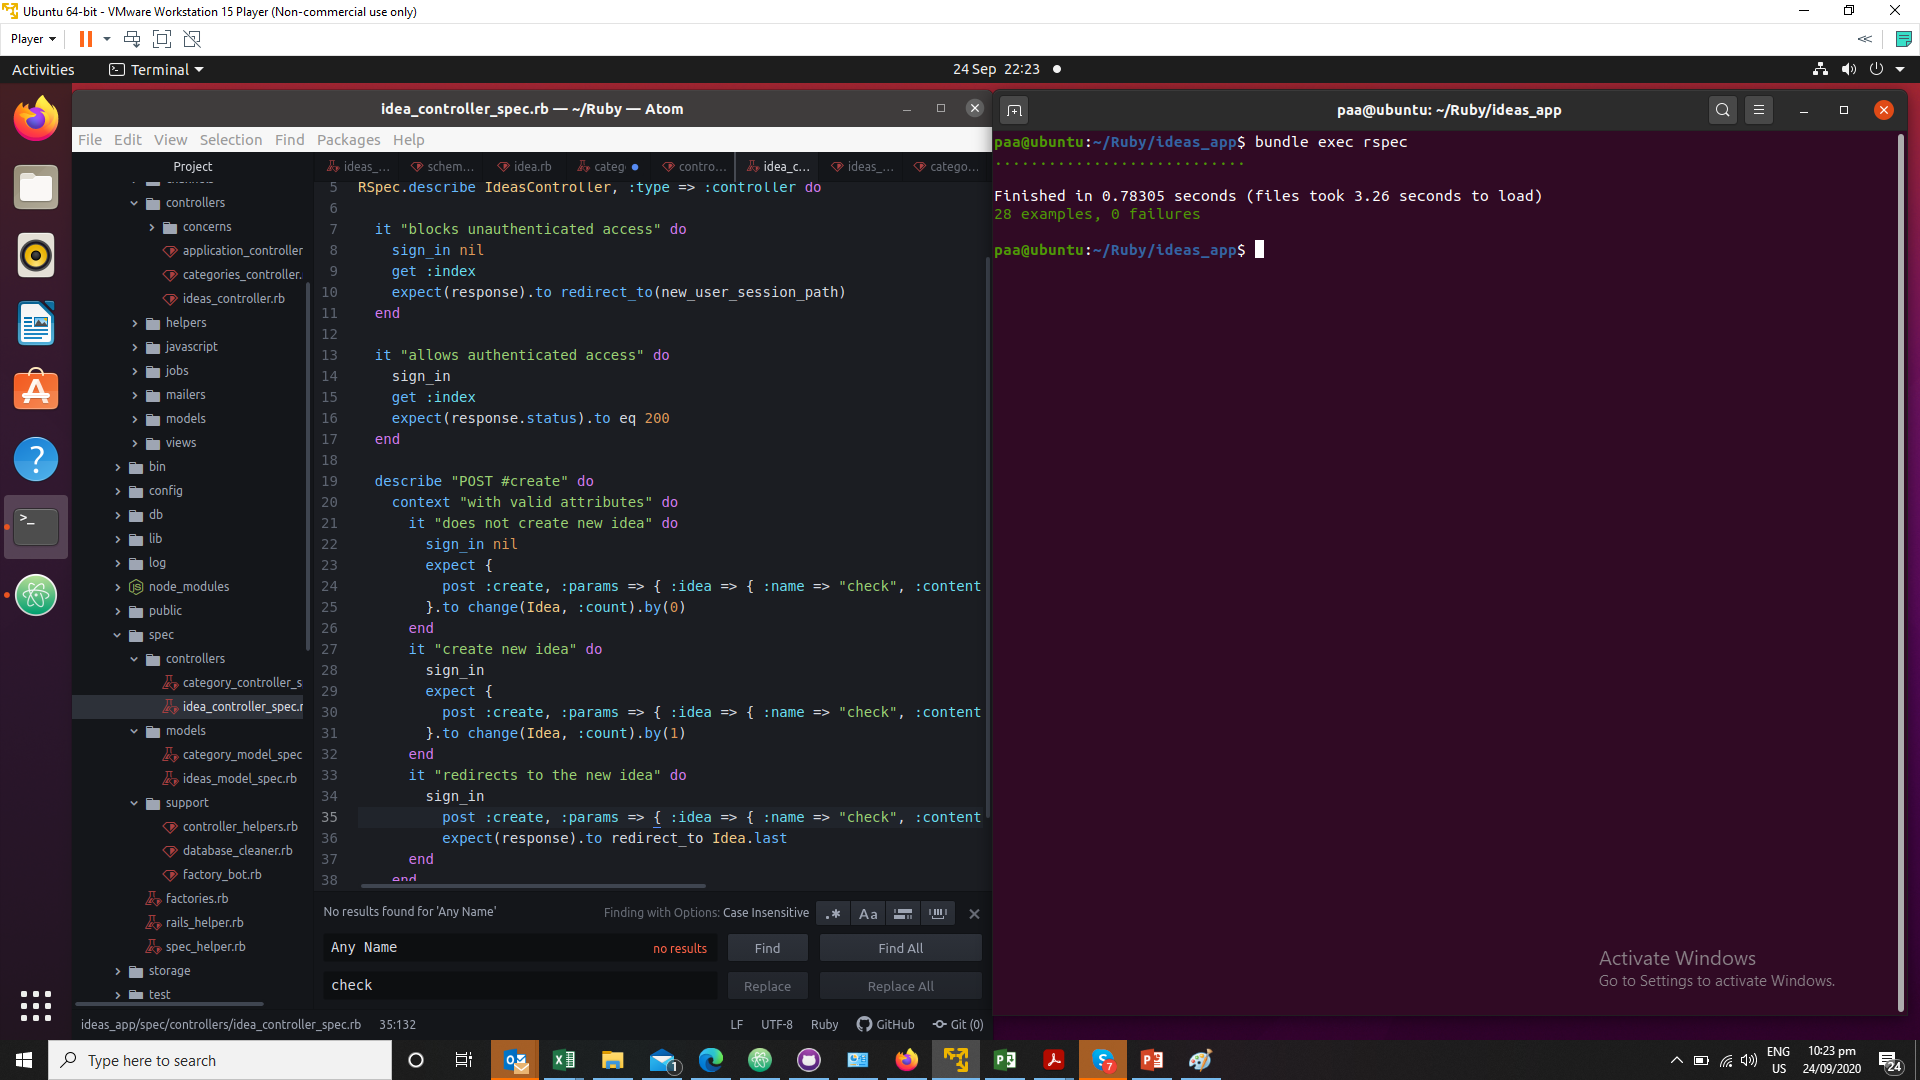 Ubuntu 64-bit - VMware Workstation 15 Player (Non-commercial use only)
Player
Activities
Terminal
24 Sep 22:23
idea_controller_spec.rb — ~/Ruby — Atom
File Edit View Selection Find Packages Help
Project
ideas_... schem... idea.rb categ contro... idea_c... ideas_... catego...
controllers
concerns
application_controller
categories_controller.
ideas_controller.rb
helpers
javascript
jobs
mailers
models
views
bin
config
db
lib
log
node_modules
public
spec
controllers
category_controller_s
idea_controller_spec.r
models
category_model_spec
ideas_model_spec.rb
support
controller_helpers.rb
database_cleaner.rb
factory_bot.rb
factories.rb
rails_helper.rb
spec_helper.rb
storage
test
5 RSpec.describe IdeasController, :type => :controller do
6
7 it "blocks unauthenticated access" do
8 sign_in nil
9 get :index
10 expect(response).to redirect_to(new_user_session_path)
11 end
12
13 it "allows authenticated access" do
14 sign_in
15 get :index
16 expect(response.status).to eq 200
17 end
18
19 describe "POST #create" do
20 context "with valid attributes" do
21 it "does not create new idea" do
22 sign_in nil
23 expect {
24 post :create, :params => { :idea => { :name => "check", :content
25 }.to change(Idea, :count).by(0)
26 end
27 it "create new idea" do
28 sign_in
29 expect {
30 post :create, :params => { :idea => { :name => "check", :content
31 }.to change(Idea, :count).by(1)
32 end
33 it "redirects to the new idea" do
34 sign_in
35 post :create, :params => { :idea => { :name => "check", :content
36 expect(response).to redirect_to Idea.last
37 end
38 end
No results found for 'Any Name'
Finding with Options: Case Insensitive
.* Aa
Any Name
no results
Find
Find All
check
Replace
Replace All
ideas_app/spec/controllers/idea_controller_spec.rb 35:132
LF UTF-8 Ruby GitHub Git (0)
paa@ubuntu: ~/Ruby/ideas_app
paa@ubuntu:~/Ruby/ideas_app$ bundle exec rspec
............................
Finished in 0.78305 seconds (files took 3.26 seconds to load)
28 examples, 0 failures
paa@ubuntu:~/Ruby/ideas_app$
Activate Windows
Go to Settings to activate Windows.
Type here to search
1
7
ENG
US
10:23 pm
24/09/2020
24